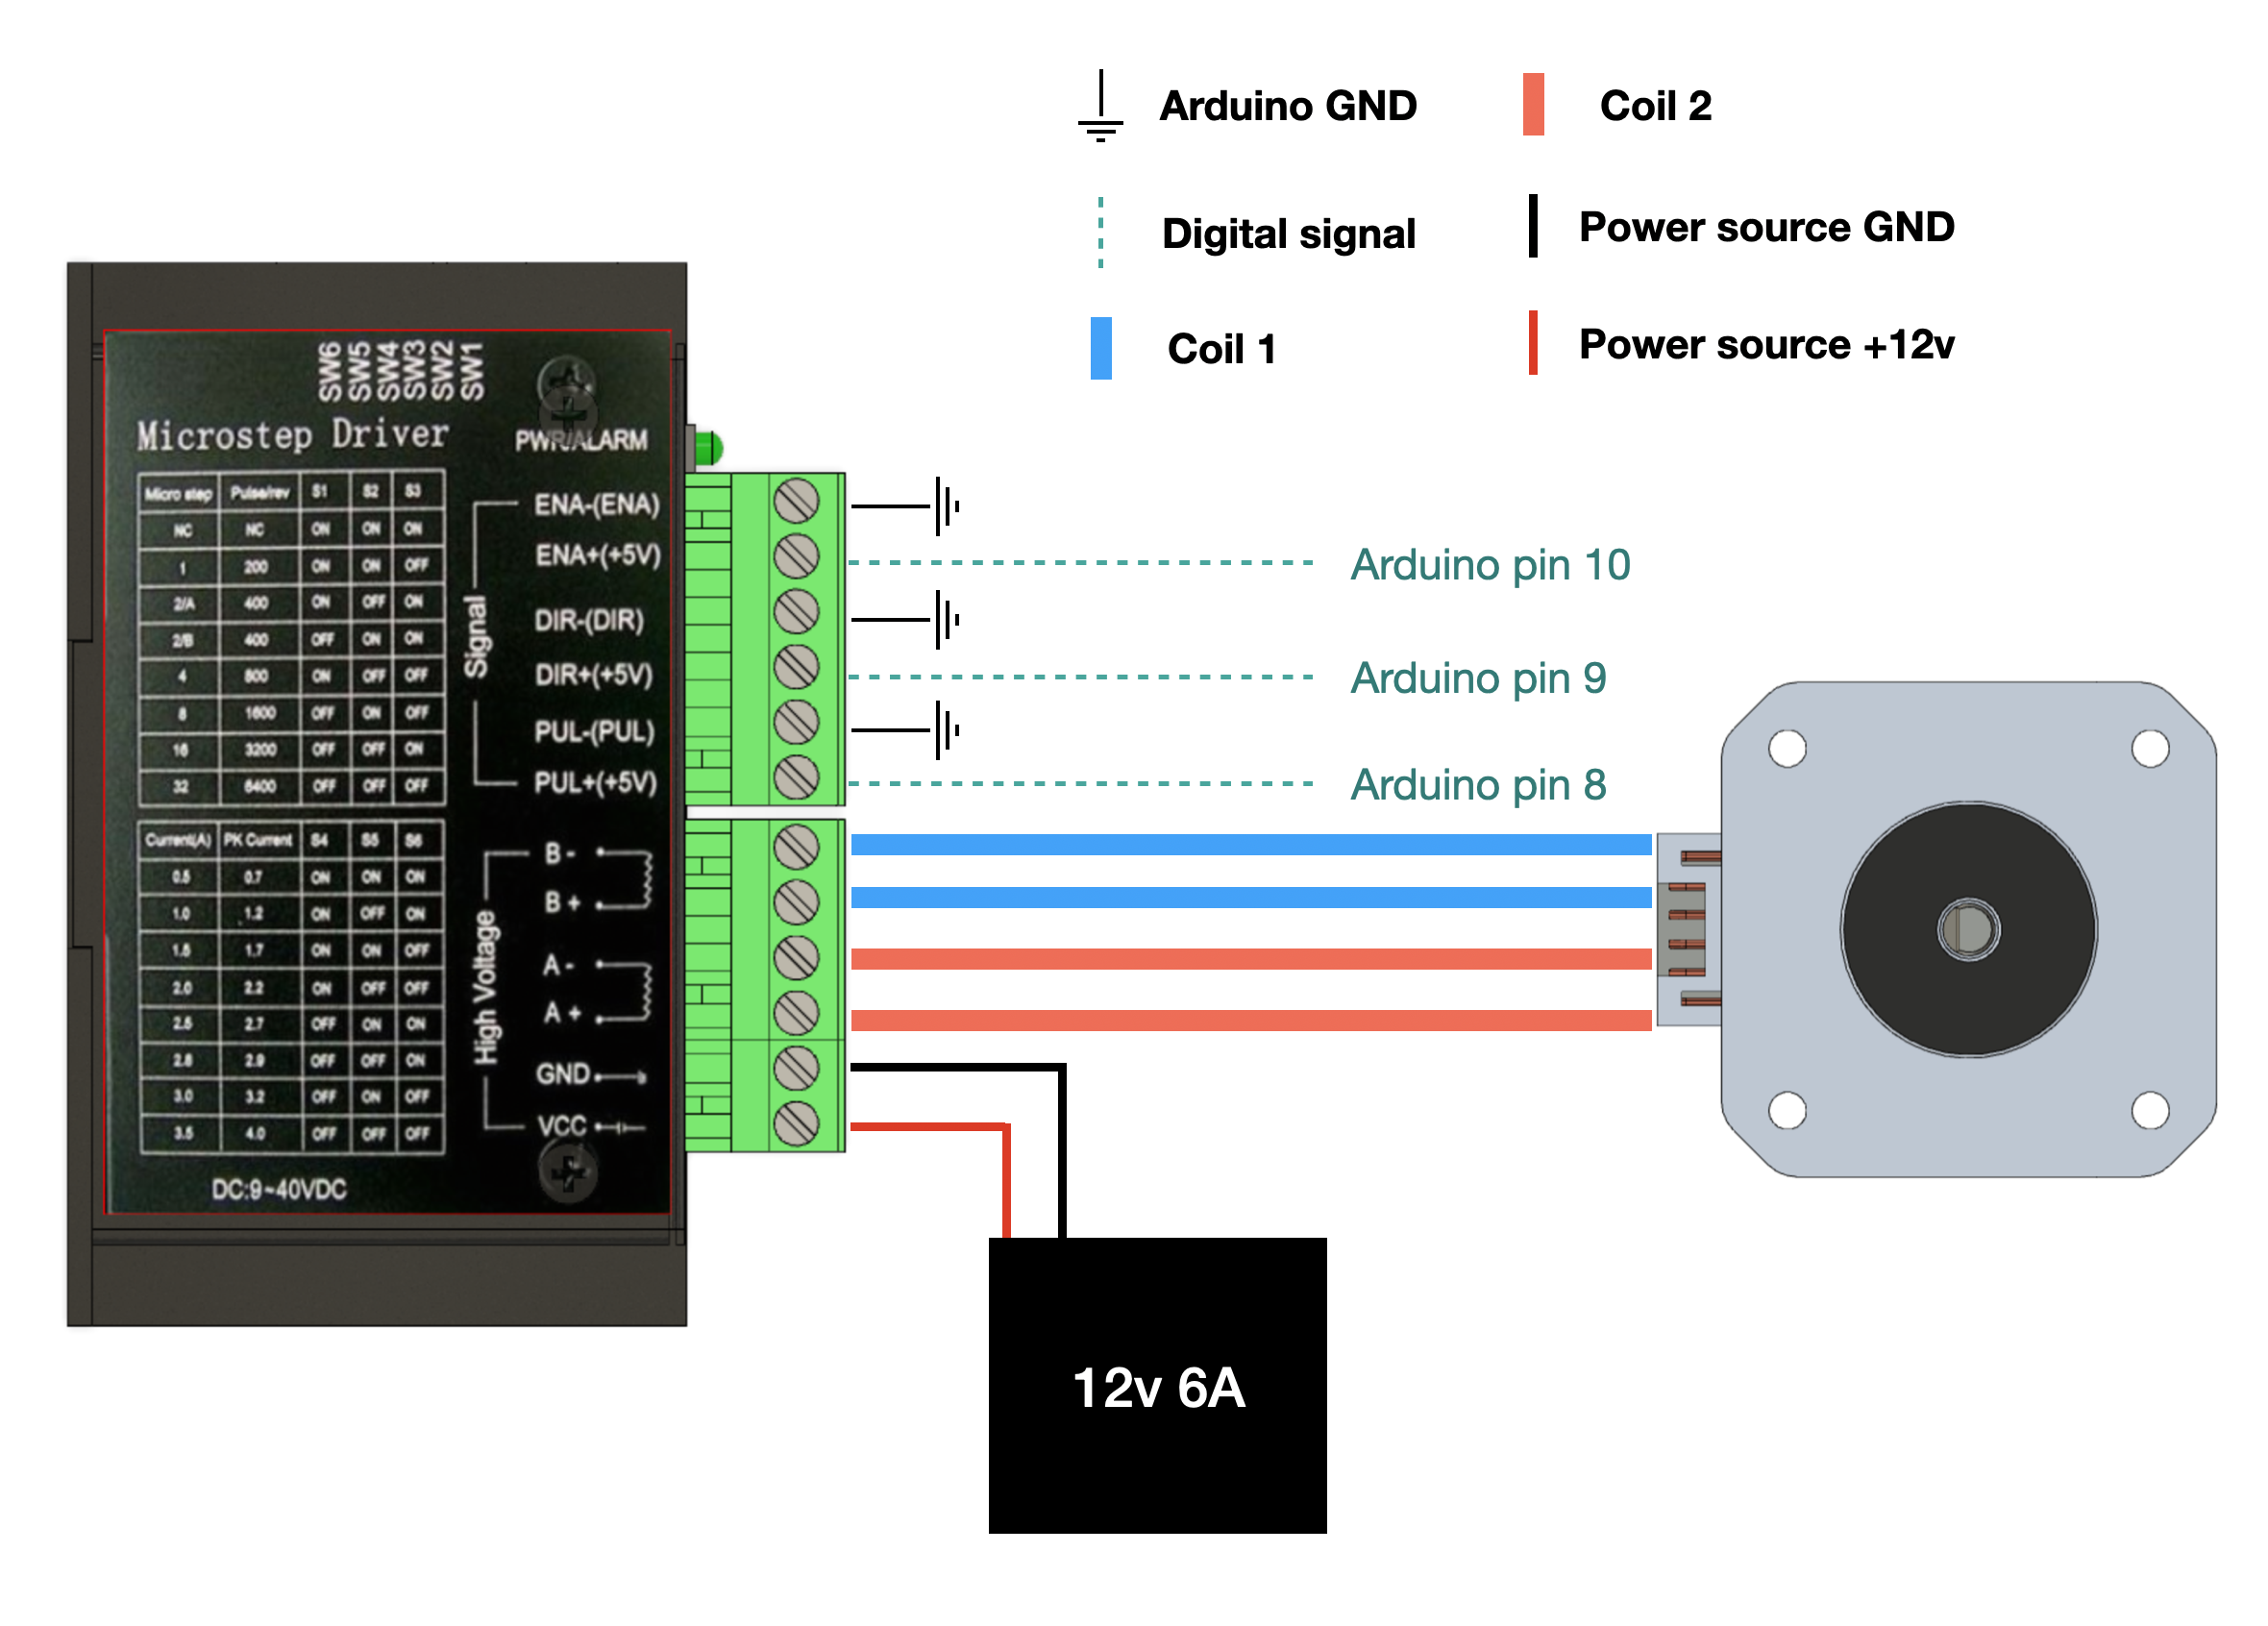 Arduino GND
Coil 2
Digital signal
Power source GND
Coil 1
Power source +12v
SW6
SW5
SW4
SW3
SW2
SW1
Microstep Driver
PWR/ALARM
Micro step Pulse/rev S1 S2 S3
NC NC ON ON ON
1 200 ON ON OFF
2/A 400 ON OFF ON
2/B 400 OFF ON ON
4 800 ON OFF OFF
8 1600 OFF ON OFF
16 3200 OFF OFF ON
32 6400 OFF OFF OFF
Signal
ENA-(ENA)
ENA+(+5V)
DIR-(DIR)
DIR+(+5V)
PUL-(PUL)
PUL+(+5V)
Arduino pin 10
Arduino pin 9
Arduino pin 8
Current(A) PK Current S4 S5 S6
0.5 0.7 ON ON ON
1.0 1.2 ON OFF ON
1.5 1.7 ON ON OFF
2.0 2.2 ON OFF OFF
2.5 2.7 OFF ON ON
2.8 2.9 OFF OFF ON
3.0 3.2 OFF ON OFF
3.5 4.0 OFF OFF OFF
High Voltage
B -
B +
A -
A +
GND
VCC
DC:9~40VDC
12v 6A